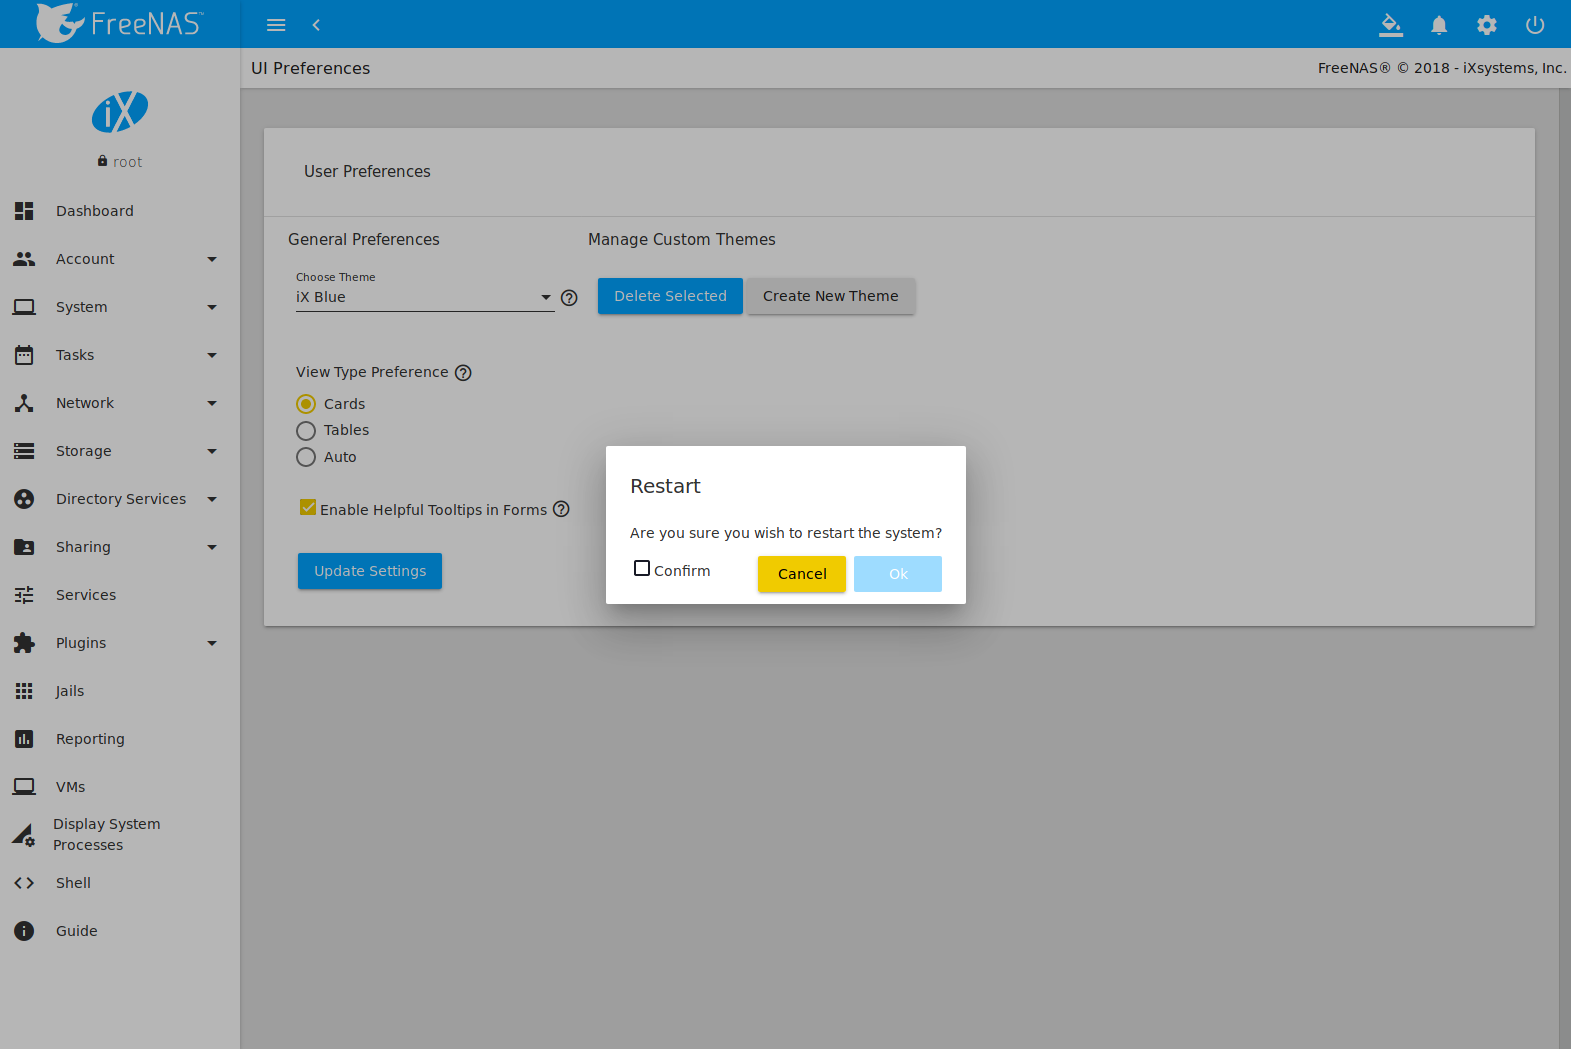 FreeNAS™
UI Preferences
FreeNAS® © 2018 - iXsystems, Inc.
iX
root
Dashboard
Account
System
Tasks
Network
Storage
Directory Services
Sharing
Services
Plugins
Jails
Reporting
VMs
Display System
Processes
Shell
Guide
User Preferences
General Preferences
Manage Custom Themes
Choose Theme
iX Blue
Delete Selected
Create New Theme
View Type Preference
Cards
Tables
Auto
Enable Helpful Tooltips in Forms
Update Settings
Restart
Are you sure you wish to restart the system?
Confirm
Cancel
Ok